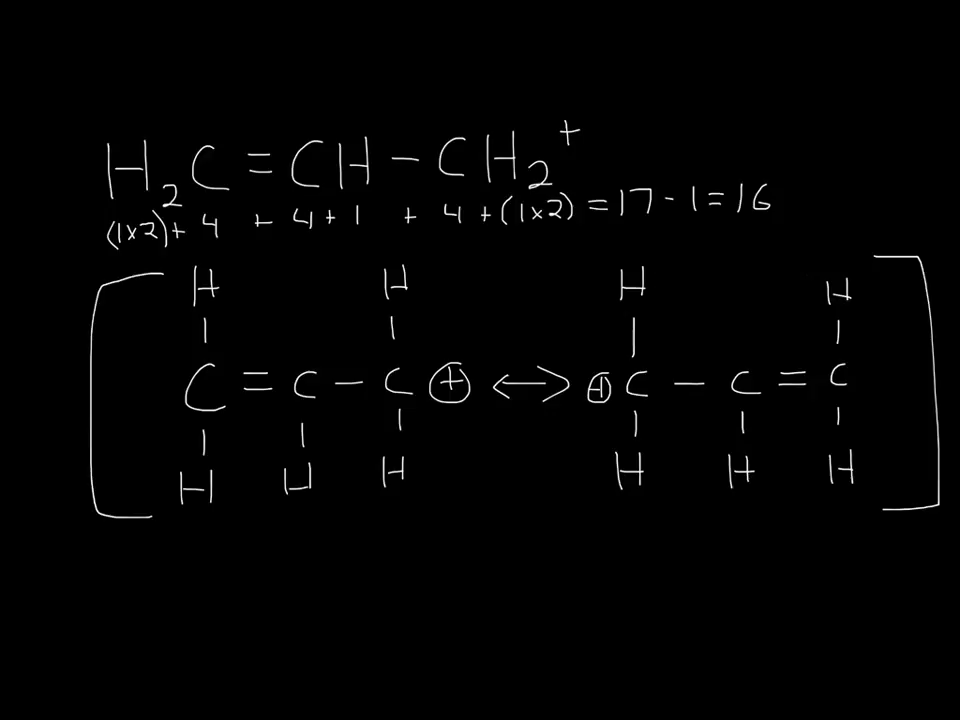 H₂C = CH – CH₂⁺
(1×2) + 4 + 4 + 1 + 4 + (1×2) = 17 - 1 = 16
H H H H
| | | |
C = C – C ⊕ ↔ ⊕ C – C = C
| | | | | |
H H H H H H